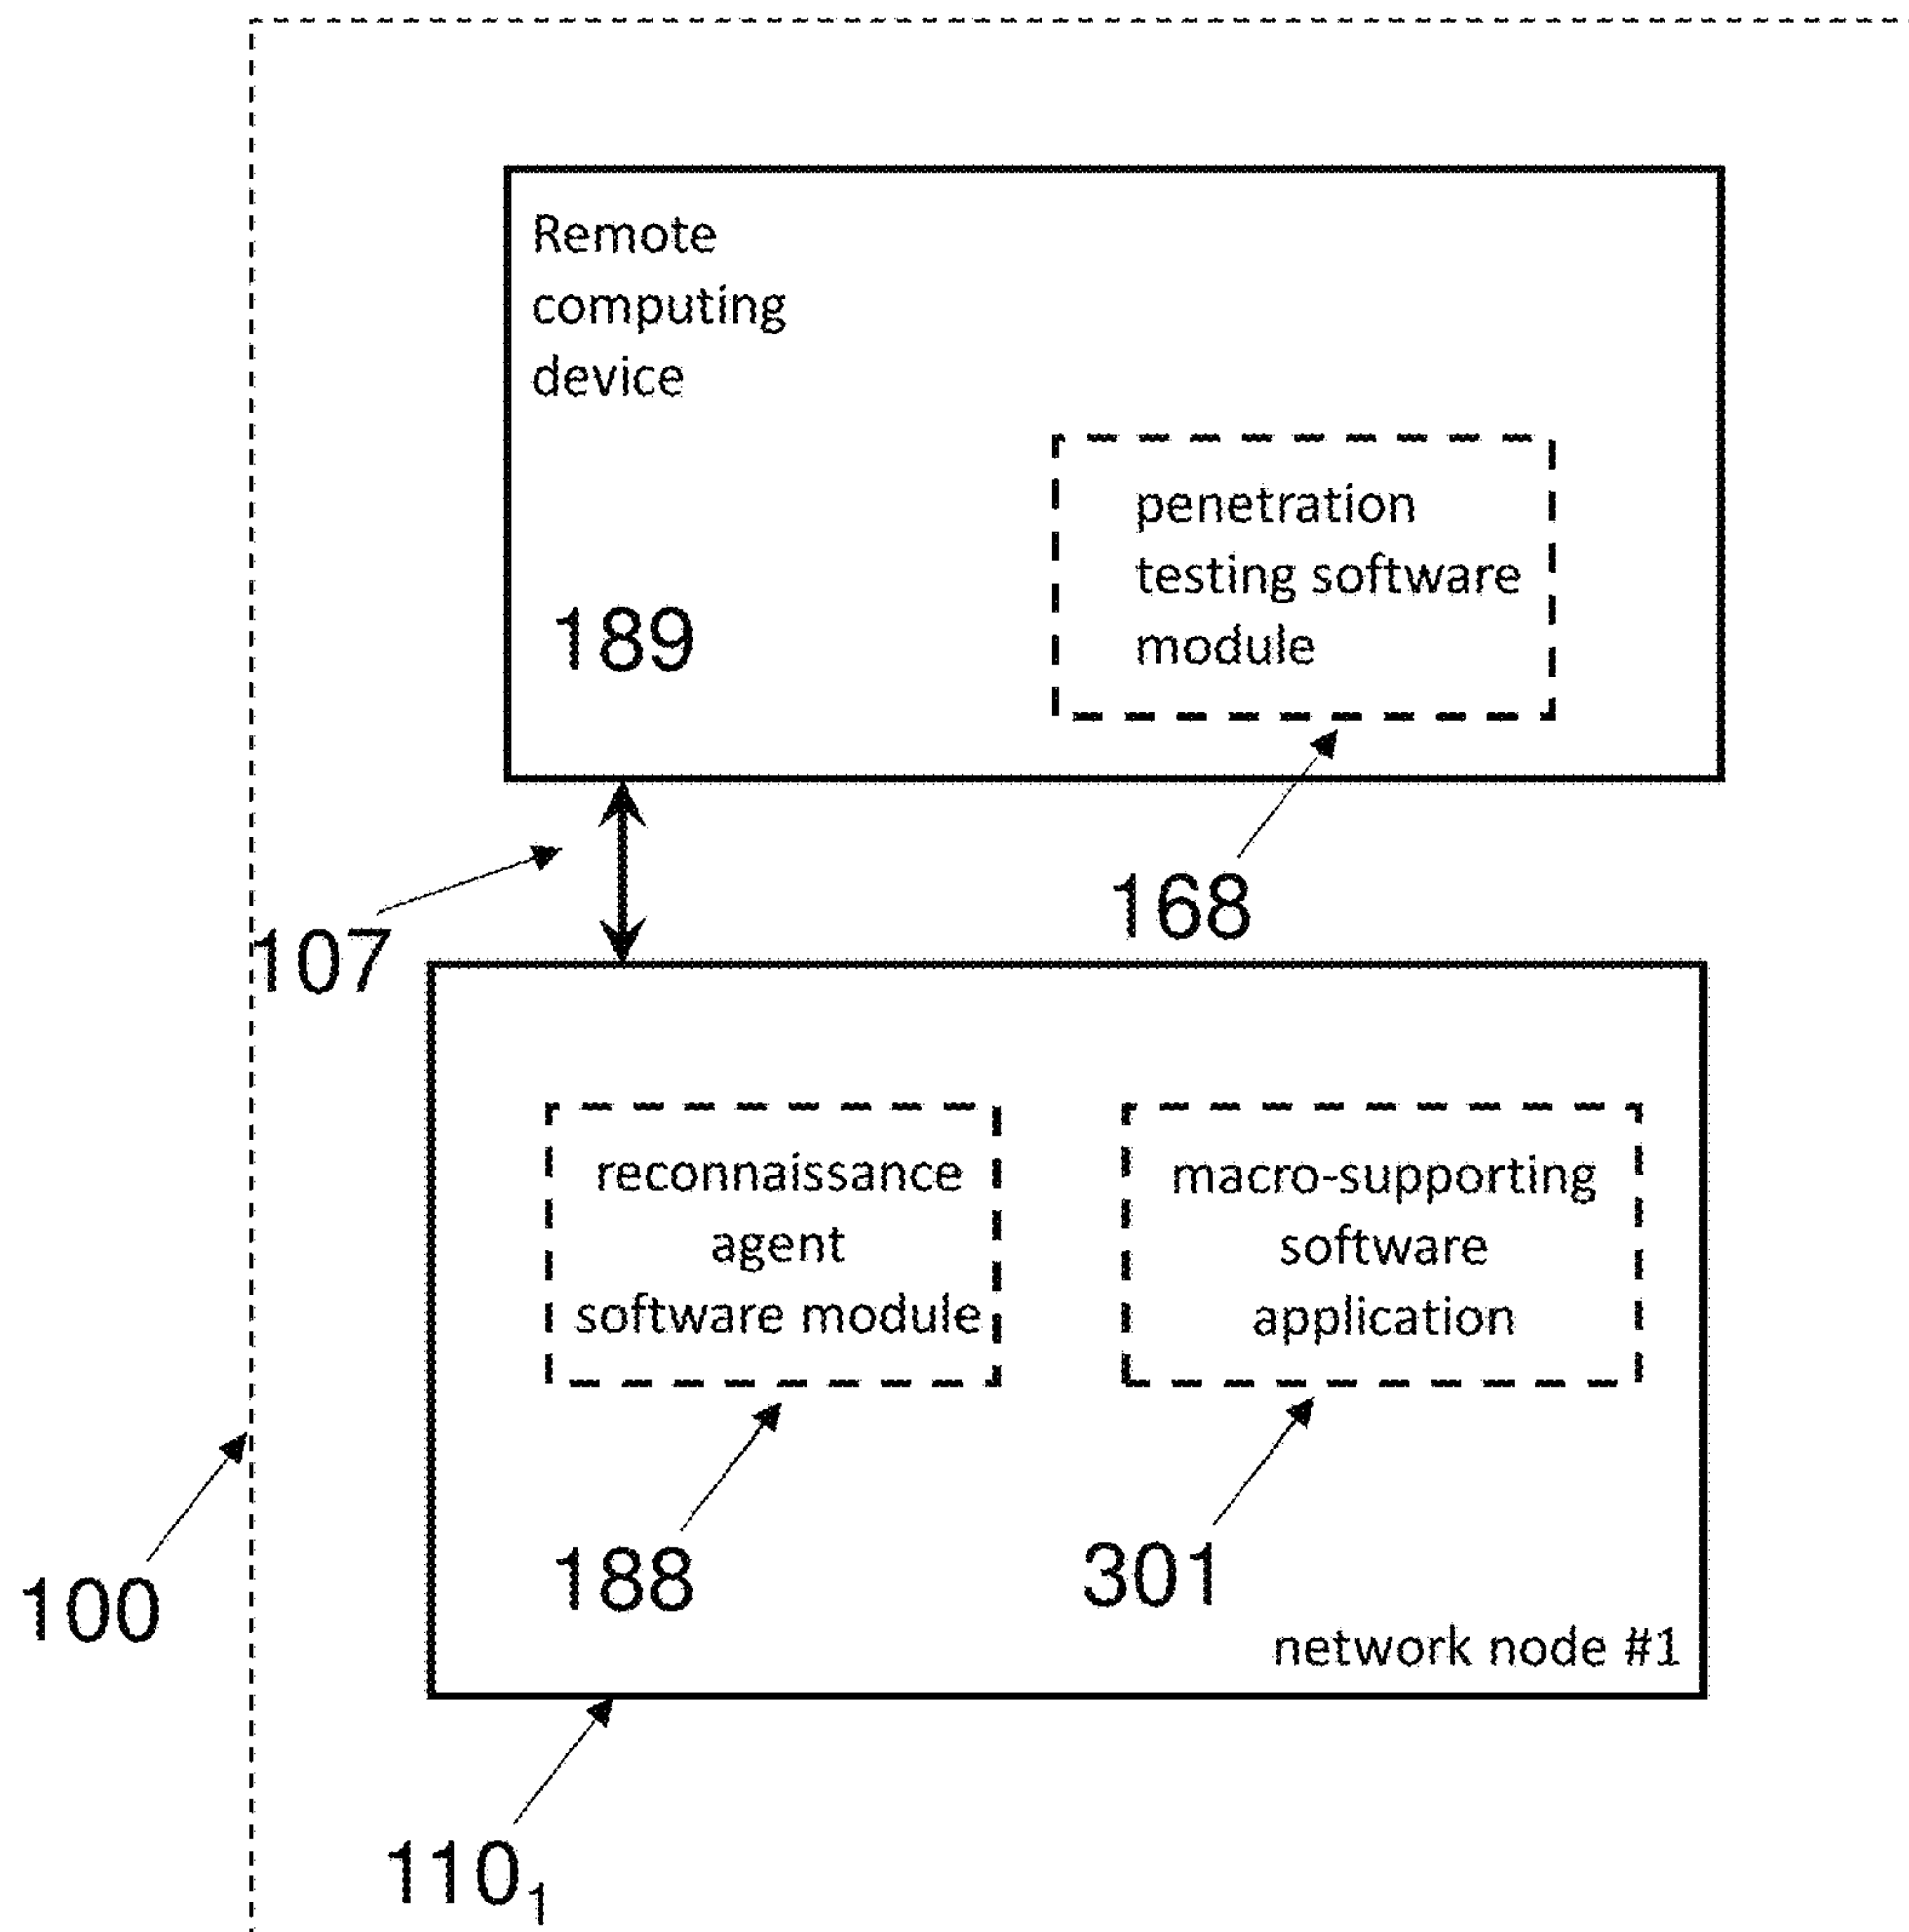 Remote
computing
device
penetration
testing software
module
189
168
107
reconnaissance
agent
software module
macro-supporting
software
application
188
301
100
network node #1
110₁